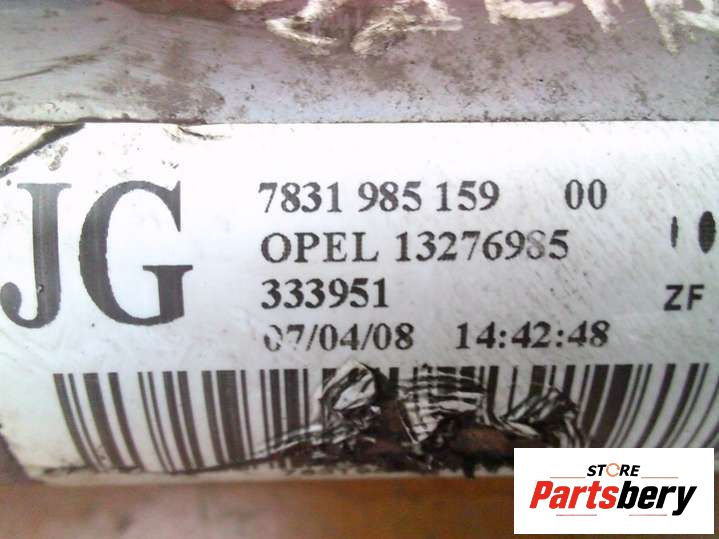 JG
7831 985 159 00
OPEL 13276985
333951
07/04/08 14:42:48
ZF
STORE
Partsbery